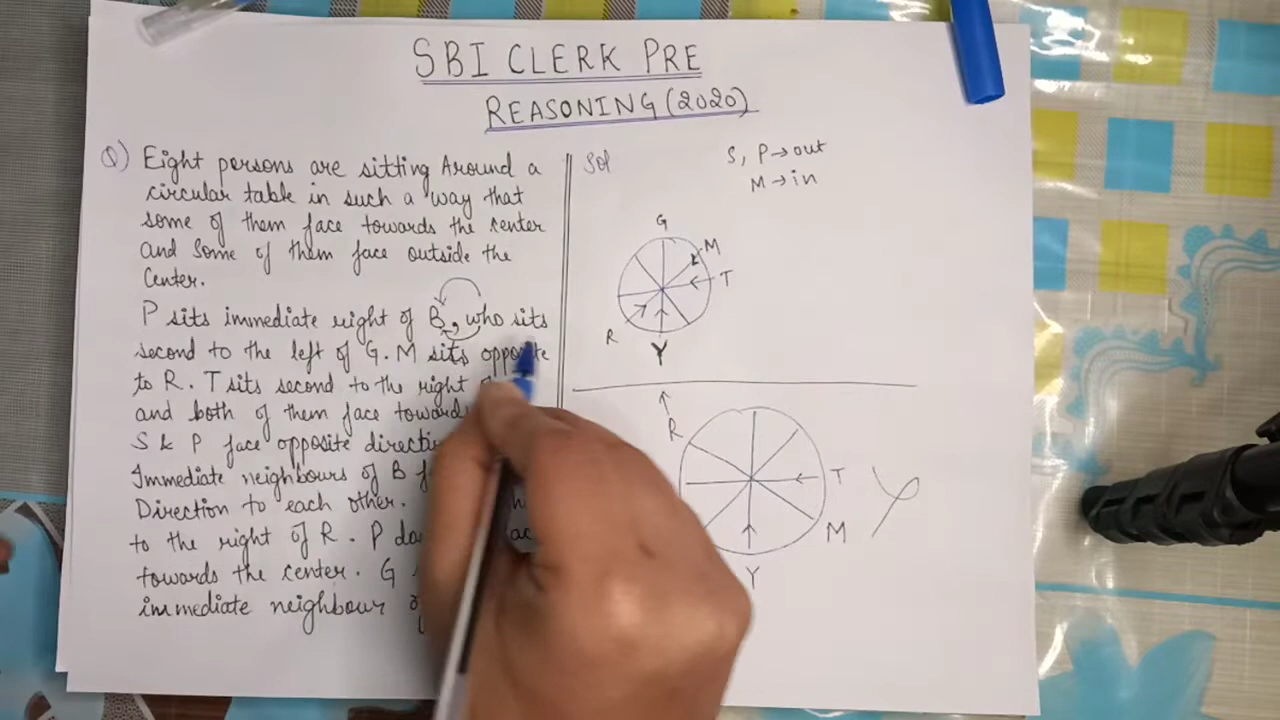 SBI CLERK PRE
REASONING (2020)
Q) Eight persons are sitting Around a
circular table in such a way that
some of them face towards the center
and Some of them face outside the
Center.
P sits immediate right of B, who sits
second to the left of G. M sits opposite
to R. T sits second to the right
and both of them face towards
S & P face opposite
Immediate neighbours of B
Direction to each other.
to the right of R. P
towards the center. G
immediate neighbour
Sol
S, P → out
M → in
G
M
T
R
Y
R
T
M
Y